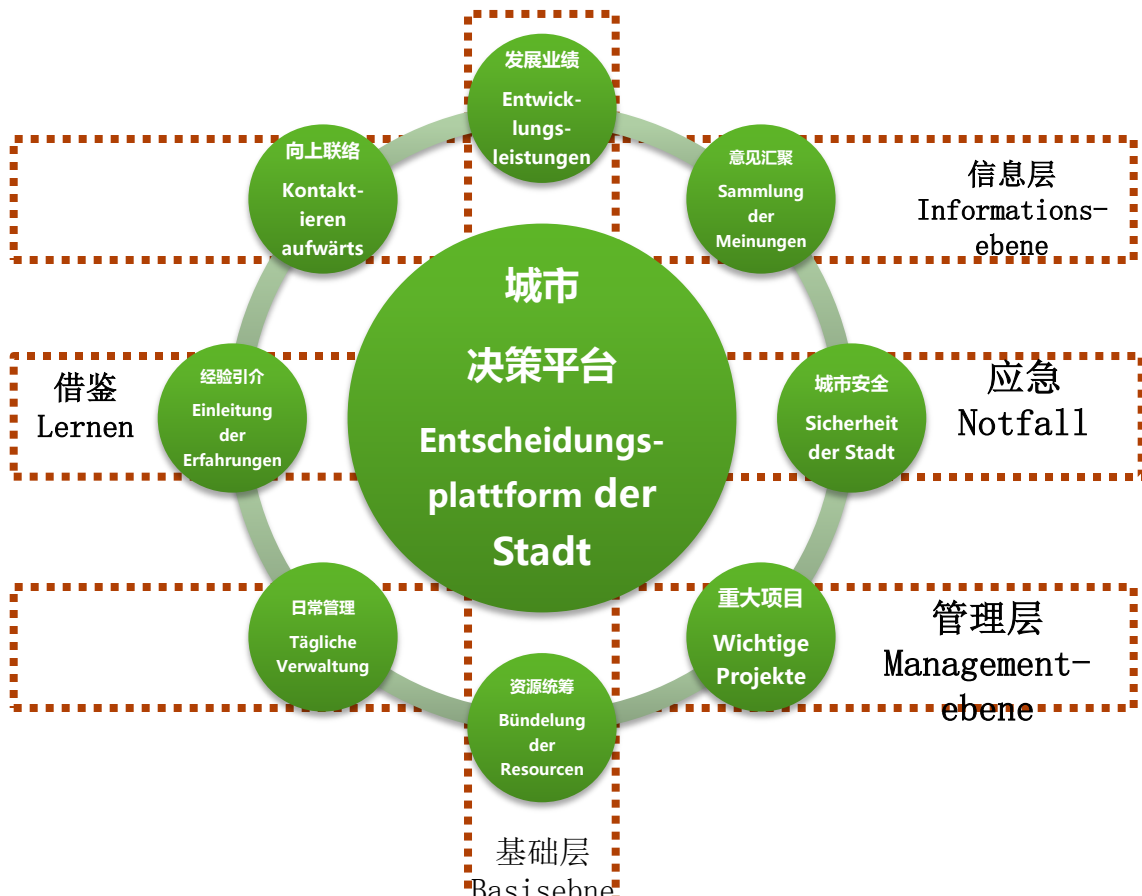 发展业绩
Entwick-
lungs-
leistungen
向上联络
Kontakt-
ieren
aufwärts
意见汇聚
Sammlung
der
Meinungen
信息层
Informations-
ebene
城市
决策平台
Entscheidungs-
plattform der
Stadt
借鉴
Lernen
经验引介
Einleitung
der
Erfahrungen
城市安全
Sicherheit
der Stadt
应急
Notfall
日常管理
Tägliche
Verwaltung
重大项目
Wichtige
Projekte
管理层
Management-
ebene
资源统筹
Bündelung
der
Resourcen
基础层
Basisebne